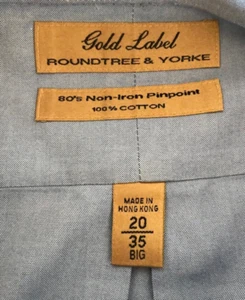 Gold Label
ROUNDTREE & YORKE
80's Non-Iron Pinpoint
100% COTTON
MADE IN
HONG KONG
20
35
BIG